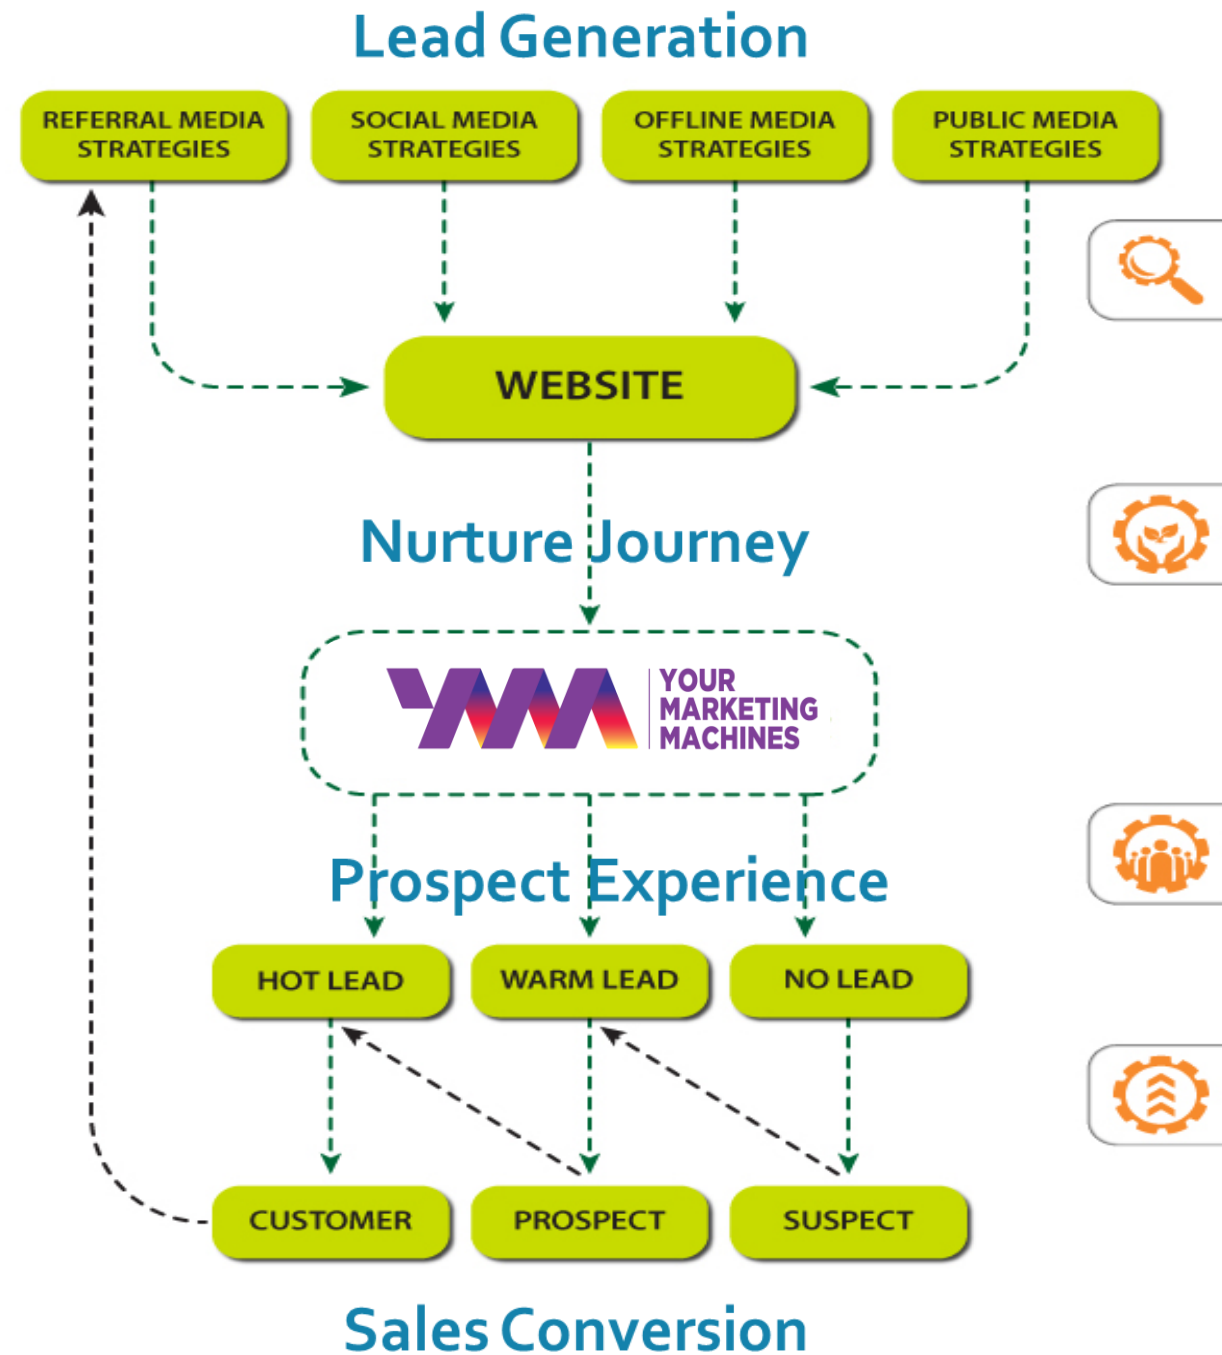 Lead Generation
REFERRAL MEDIA
STRATEGIES
SOCIAL MEDIA
STRATEGIES
OFFLINE MEDIA
STRATEGIES
PUBLIC MEDIA
STRATEGIES
WEBSITE
Nurture Journey
YMM
YOUR
MARKETING
MACHINES
Prospect Experience
HOT LEAD
WARM LEAD
NO LEAD
CUSTOMER
PROSPECT
SUSPECT
Sales Conversion